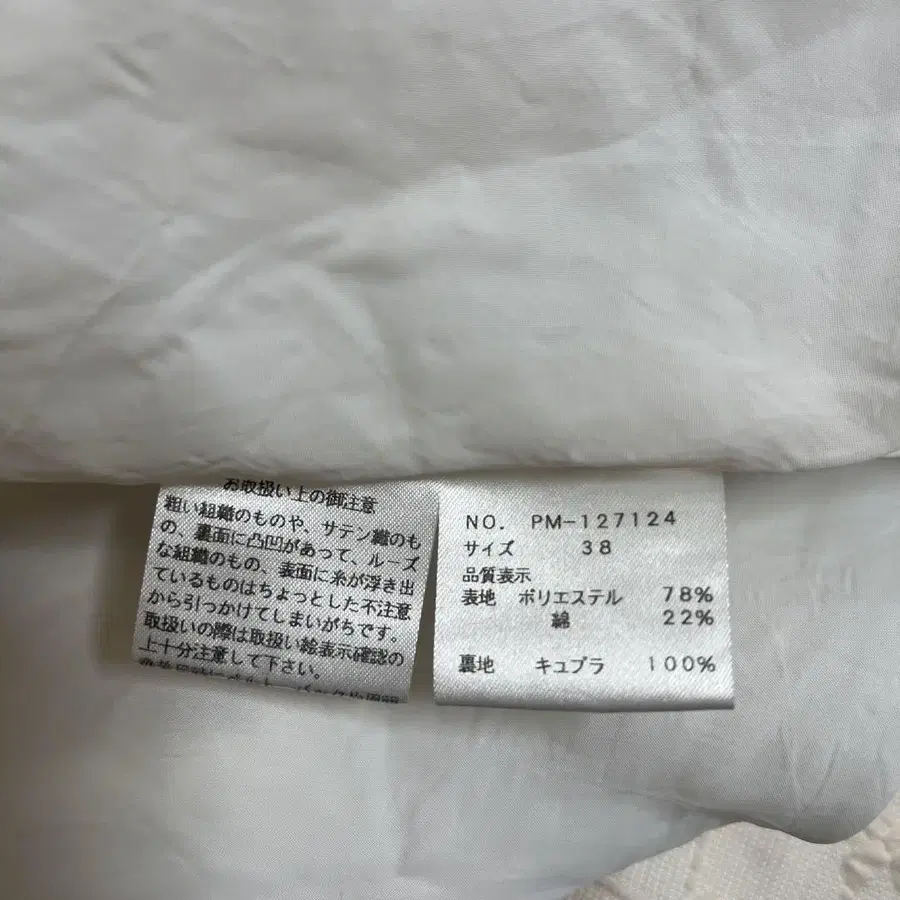 お取扱い上の御注意
粗い組織のものや、サテン織のも
の、裏面に凸凹があって、ルーズ
な組織のもの、表面に糸が浮き出
ているものはちょっとした不注意
から引っかけてしまいがちです。
取扱いの際は取扱い絵表示確認の
上十分注意して下さい。
NO. PM-127124
サイズ 38
品質表示
表地 ポリエステル 78%
綿 22%
裏地 キュプラ 100%